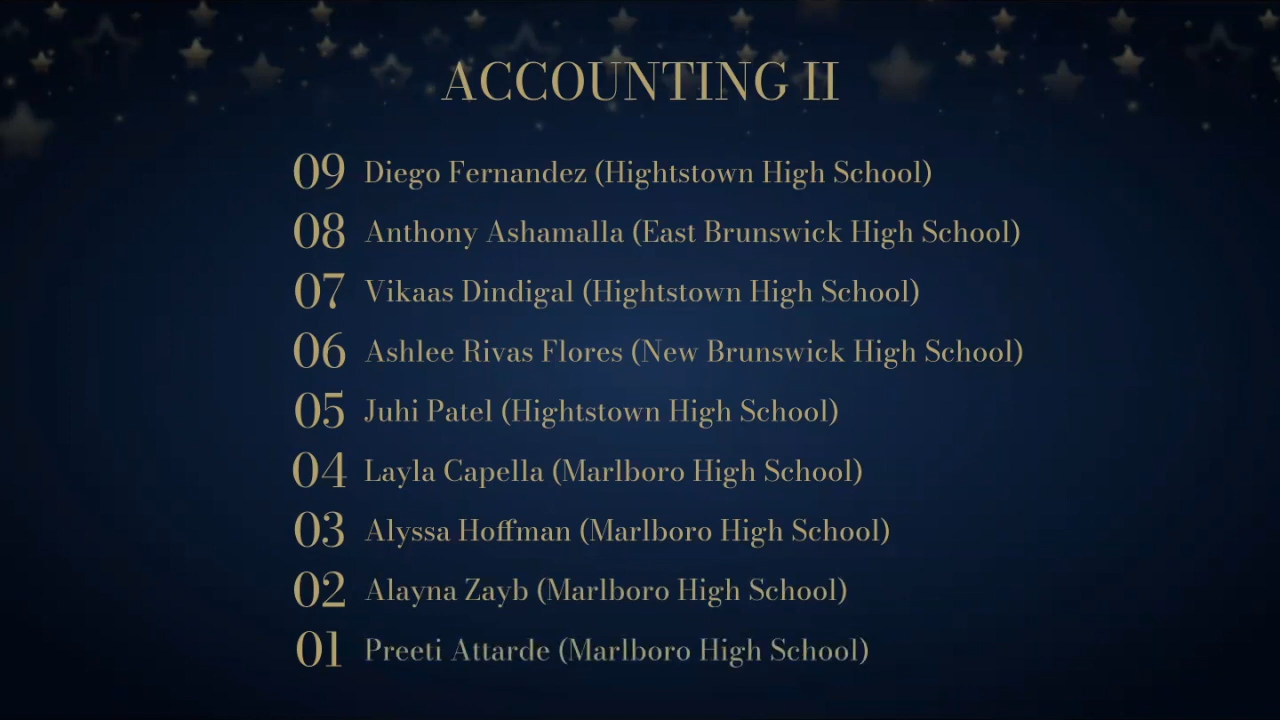 ACCOUNTING II
09 Diego Fernandez (Hightstown High School)
08 Anthony Ashamalla (East Brunswick High School)
07 Vikaas Dindigal (Hightstown High School)
06 Ashlee Rivas Flores (New Brunswick High School)
05 Juhi Patel (Hightstown High School)
04 Layla Capella (Marlboro High School)
03 Alyssa Hoffman (Marlboro High School)
02 Alayna Zayb (Marlboro High School)
01 Preeti Attarde (Marlboro High School)